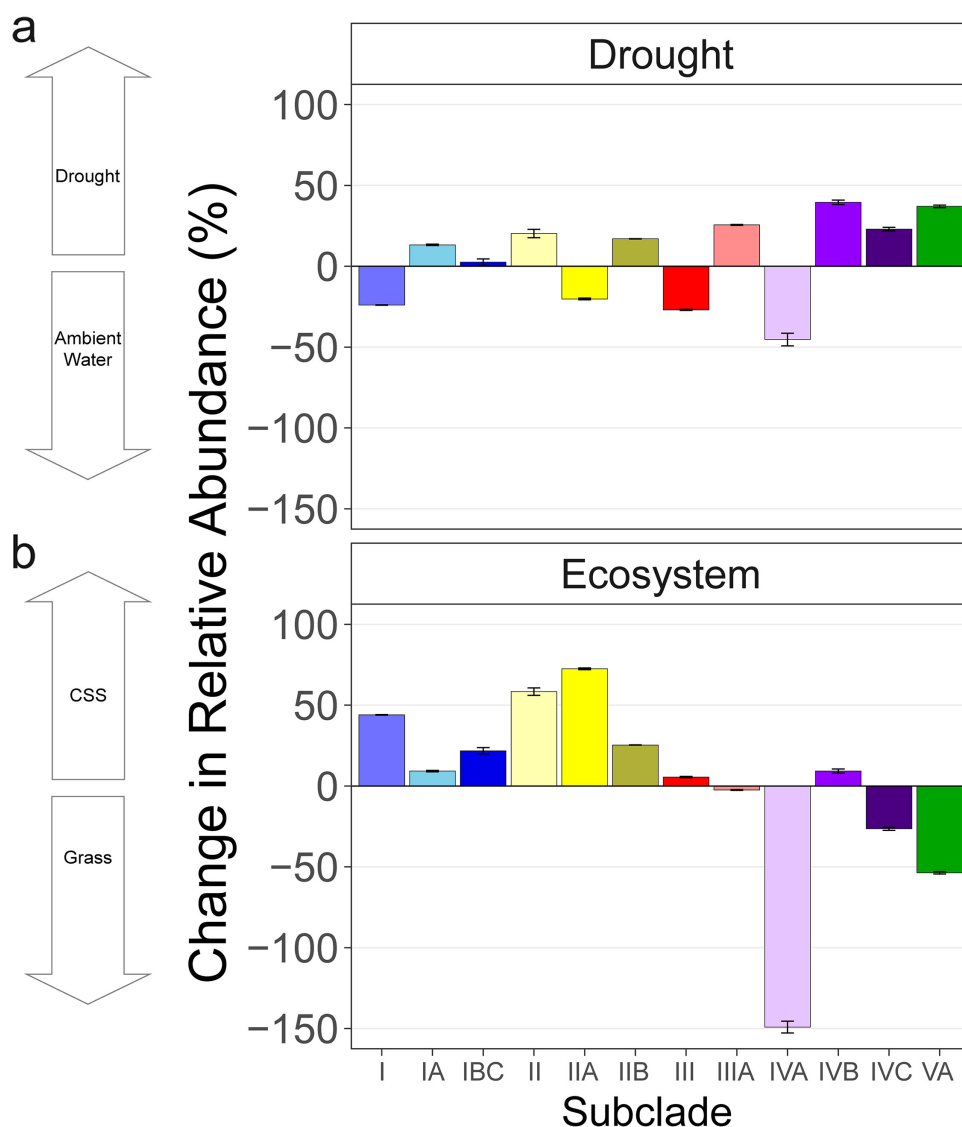 a
Drought
Ambient
Water
Change in Relative Abundance (%)
Drought
100
50
0
−50
−100
−150
b
CSS
Grass
Ecosystem
100
50
0
−50
−100
−150
I IA IBC II IIA IIB III IIIA IVA IVB IVC VA
Subclade